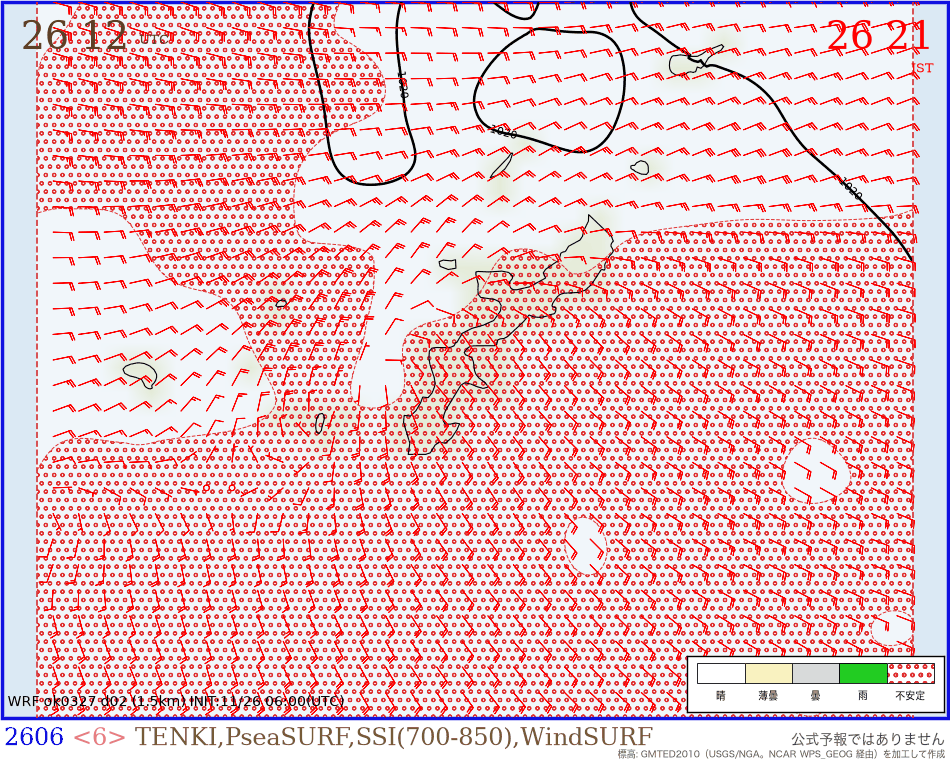 26 12 UTC
26 21
JST
1020
1020
1020
WRF ok0327 d02 (1.5km) INIT:11/26 06:00(UTC)
晴 薄曇 曇 雨 不安定
2606 <6> TENKI,PseaSURF,SSI(700-850),WindSURF
公式予報ではありません
標高: GMTED2010（USGS/NGA。NCAR WPS_GEOG 経由）を加工して作成